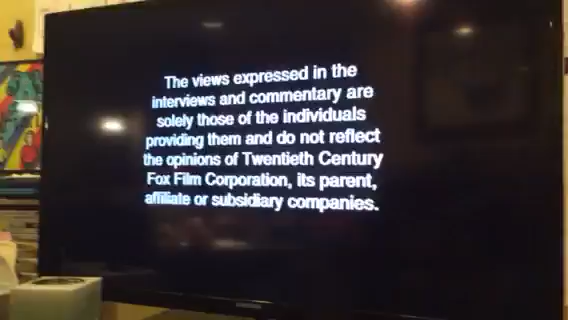 The views expressed in the
interviews and commentary are
solely those of the individuals
providing them and do not reflect
the opinions of Twentieth Century
Fox Film Corporation, its parent,
affiliate or subsidiary companies.